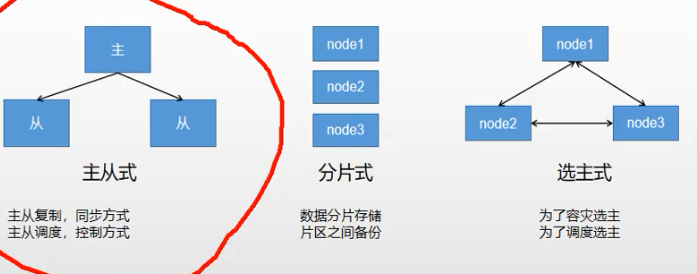 主
从
从
主从式
主从复制，同步方式
主从调度，控制方式
node1
node2
node3
分片式
数据分片存储
片区之间备份
node1
node2
node3
选主式
为了容灾选主
为了调度选主